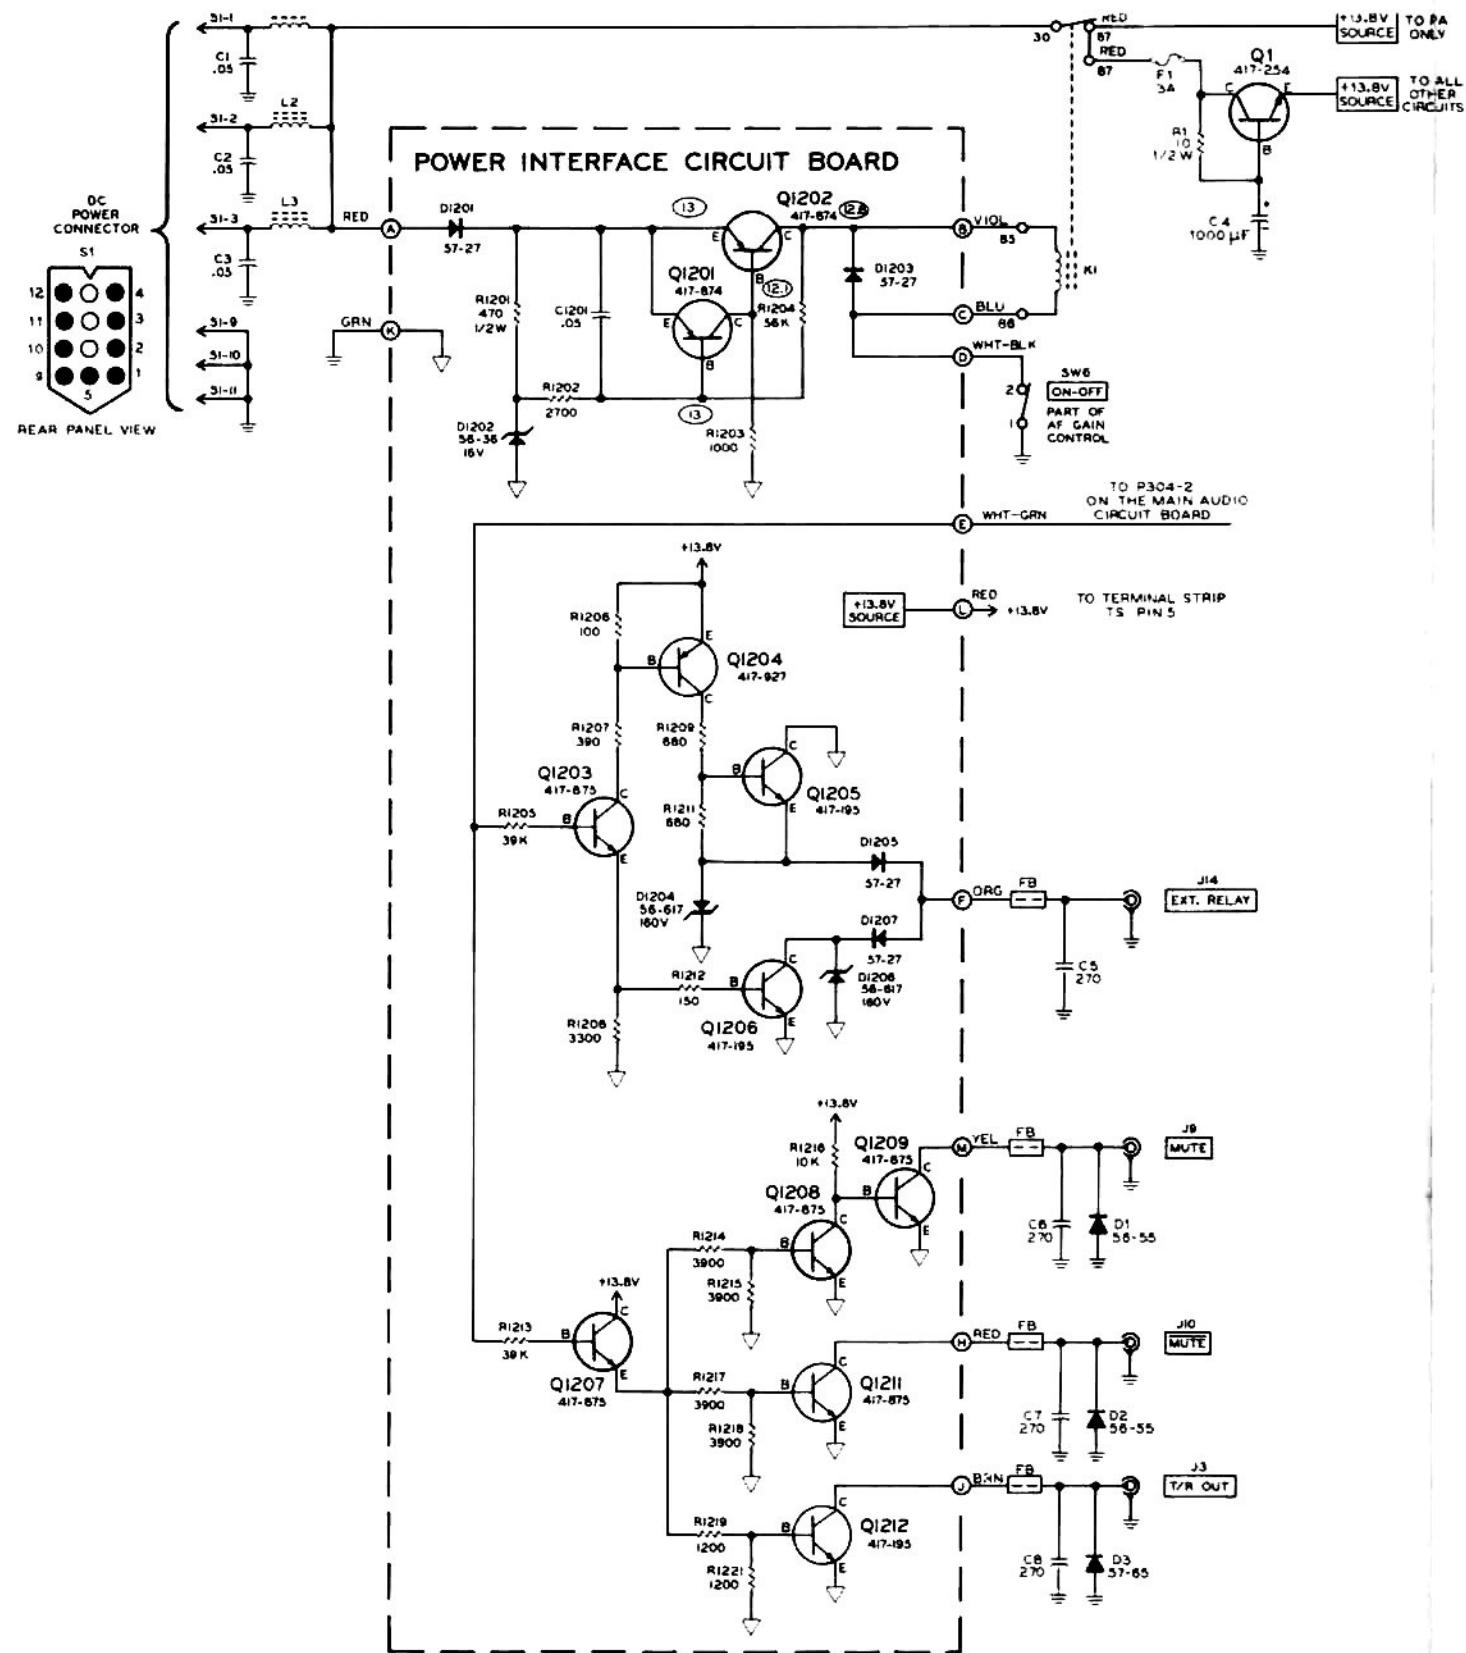 S1-1
C1
.05
L2
S1-2
C2
.05
L3
S1-3
C3
.05
S1-9
S1-10
S1-11
DC
POWER
CONNECTOR
S1
12
11
10
9
5
4
3
2
1
REAR PANEL VIEW
RED
A
GRN
K
POWER INTERFACE CIRCUIT BOARD
D1201
57-27
R1201
470
1/2W
C1201
.05
R1202
2700
D1202
56-36
16V
13
Q1202
417-874
12.8
E
C
B
12.1
Q1201
417-874
E
C
B
13
R1204
56K
R1203
1000
D1203
57-27
B
VIOL
85
C
BLU
86
K1
D
WHT-BLK
SW6
ON-OFF
PART OF
AF GAIN
CONTROL
2
1
30
RED
87
RED
87
F1
3A
Q1
417-254
C
E
B
R1
10
1/2W
C4
1000 µF
+
+13.8V
SOURCE
TO PA
ONLY
+13.8V
SOURCE
TO ALL
OTHER
CIRCUITS
E
WHT-GRN
TO P304-2
ON THE MAIN AUDIO
CIRCUIT BOARD
+13.8V
SOURCE
L
RED
+13.8V
TO TERMINAL STRIP
TS PIN 5
+13.8V
R1206
100
B
E
C
Q1204
417-927
R1207
390
R1209
680
Q1203
417-875
R1205
39K
B
C
E
R1211
680
B
C
E
Q1205
417-195
D1205
57-27
D1204
56-617
160V
D1207
57-27
D1206
56-617
160V
R1212
150
B
C
E
Q1206
417-195
R1208
3300
F
ORG
FB
C5
270
J14
EXT. RELAY
+13.8V
R1216
10K
Q1209
417-875
B
C
E
Q1208
417-875
B
C
E
R1214
3900
R1215
3900
M
YEL
FB
C6
270
D1
56-55
J9
MUTE
+13.8V
R1213
39K
B
C
E
Q1207
417-875
R1217
3900
R1218
3900
B
C
E
Q1211
417-875
H
RED
FB
C7
270
D2
56-55
J10
MUTE
R1219
1200
R1221
1200
B
C
E
Q1212
417-195
J
BRN
FB
C8
270
D3
57-65
J3
T/R OUT